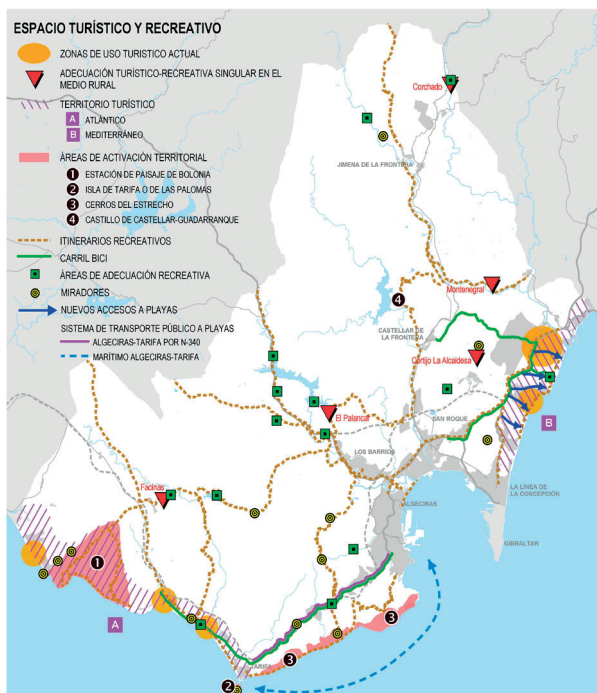 ESPACIO TURÍSTICO Y RECREATIVO
ZONAS DE USO TURISTICO ACTUAL
ADECUACIÓN TURÍSTICO-RECREATIVA SINGULAR EN EL
MEDIO RURAL
TERRITORIO TURÍSTICO
A ATLÁNTICO
B MEDITERRÁNEO
ÁREAS DE ACTIVACIÓN TERRITORIAL
1 ESTACIÓN DE PAISAJE DE BOLONIA
2 ISLA DE TARIFA O DE LAS PALOMAS
3 CERROS DEL ESTRECHO
4 CASTILLO DE CASTELLAR-GUADARRANQUE
ITINERARIOS RECREATIVOS
CARRIL BICI
ÁREAS DE ADECUACIÓN RECREATIVA
MIRADORES
NUEVOS ACCESOS A PLAYAS
SISTEMA DE TRANSPORTE PÚBLICO A PLAYAS
ALGECIRAS-TARIFA POR N-340
MARÍTIMO ALGECIRAS-TARIFA
Corchado
JIMENA DE LA FRONTERA
Montenegral
4
CASTELLAR DE
LA FRONTERA
Cortijo La Alcaidesa
El Palancar
SAN ROQUE
B
LOS BARRIOS
Facinas
LA LÍNEA DE
LA CONCEPCIÓN
ALGECIRAS
GIBRALTAR
1
A
3
3
TARIFA
2